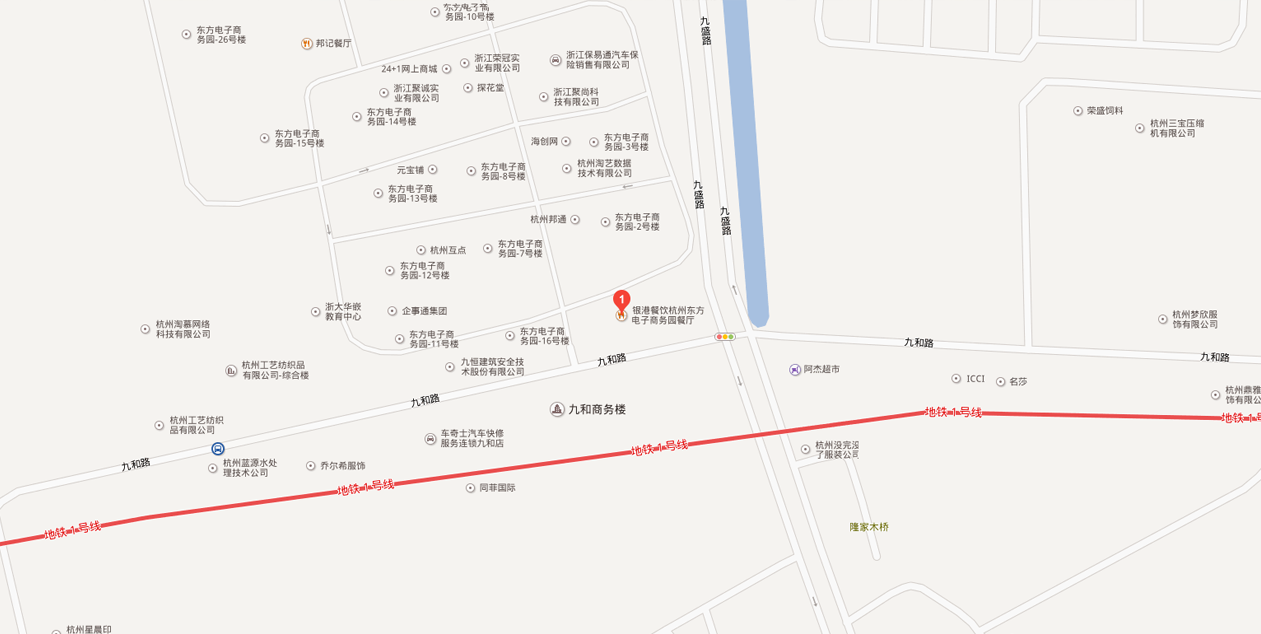 东方电子商
务园-10号楼
东方电子商
务园-26号楼
邦记餐厅
九盛路
24+1网上商城
浙江荣冠实
业有限公司
浙江保易通汽车保
险销售有限公司
浙江聚诚实
业有限公司
探花堂
浙江聚尚科
技有限公司
东方电子商
务园-14号楼
荣盛饲料
杭州三宝压缩
机有限公司
东方电子商
务园-15号楼
海创网
东方电子商
务园-3号楼
元宝铺
东方电子商
务园-8号楼
杭州淘艺数据
技术有限公司
东方电子商
务园-13号楼
九盛路
九盛路
杭州邦通
东方电子商
务园-2号楼
杭州互点
东方电子商
务园-7号楼
东方电子商
务园-12号楼
1
浙大华嵌
教育中心
企事通集团
银港餐饮杭州东方
电子商务园餐厅
杭州淘慕网络
科技有限公司
东方电子商
务园-11号楼
东方电子商
务园-16号楼
杭州梦欣服
饰有限公司
九和路
九和路
九和路
杭州工艺纺织品
有限公司-综合楼
九恒建筑安全技
术股份有限公司
阿杰超市
ICCI
名莎
杭州鼎雅
饰有限公
九和路
九和商务楼
地铁1号线
地铁1号线
杭州工艺纺织
品有限公司
车奇士汽车快修
服务连锁九和店
地铁1号线
杭州没完没
了服装公司
九和路
杭州蓝源水处
理技术公司
乔尔希服饰
地铁1号线
同菲国际
地铁1号线
隆家木桥
杭州星晨印